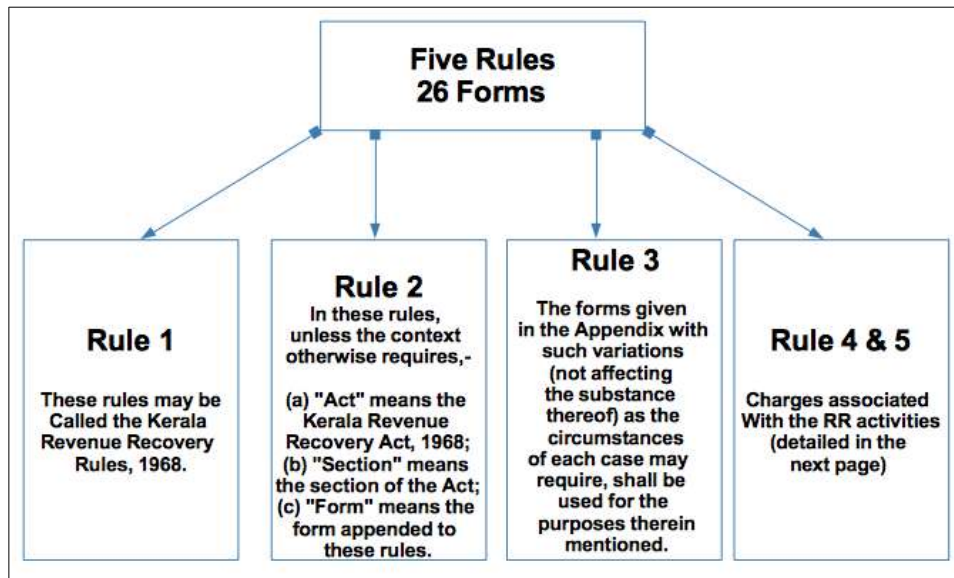 Five Rules
26 Forms
Rule 1
These rules may be
Called the Kerala
Revenue Recovery
Rules, 1968.
Rule 2
In these rules,
unless the context
otherwise requires,-
(a) "Act" means the
Kerala Revenue
Recovery Act, 1968;
(b) "Section" means
the section of the Act;
(c) "Form" means the
form appended to
these rules.
Rule 3
The forms given
in the Appendix with
such variations
(not affecting
the substance
thereof) as the
circumstances
of each case may
require, shall be
used for the
purposes therein
mentioned.
Rule 4 & 5
Charges associated
With the RR activities
(detailed in the
next page)